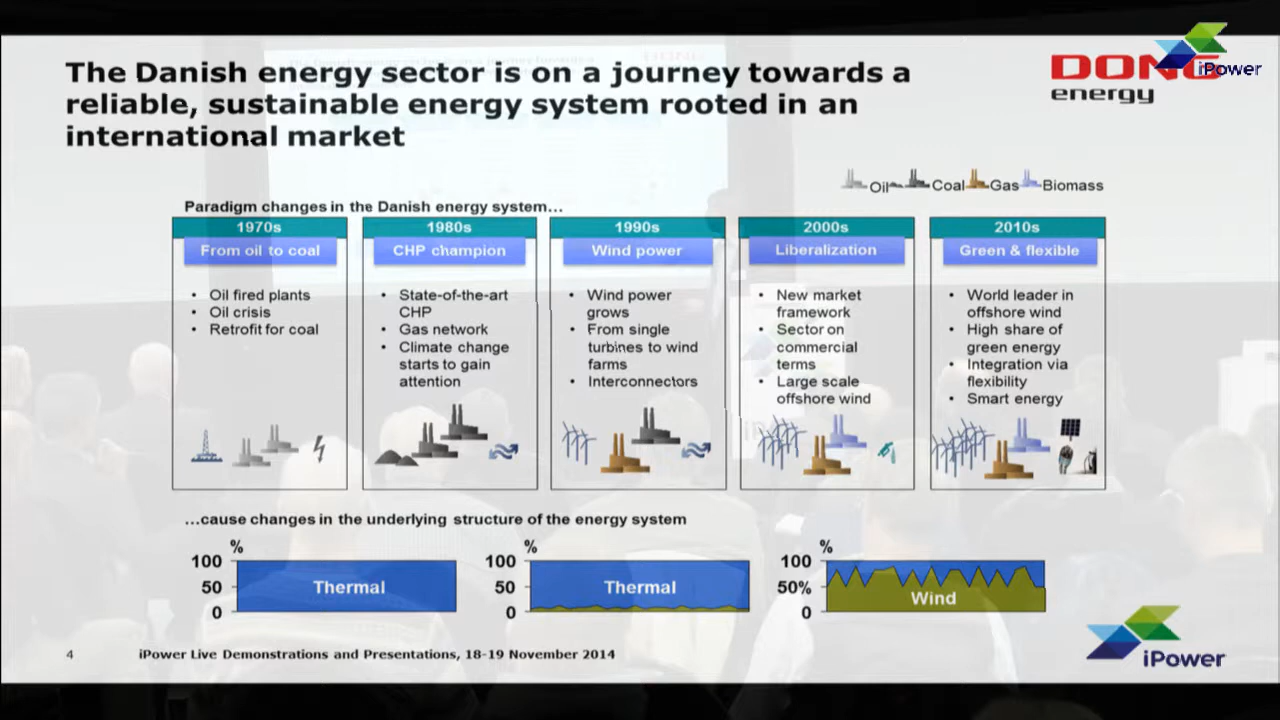 The Danish energy sector is on a journey towards a
reliable, sustainable energy system rooted in an
international market
DONG
energy
iPower
Oil
Coal
Gas
Biomass
Paradigm changes in the Danish energy system...
1970s
From oil to coal
• Oil fired plants
• Oil crisis
• Retrofit for coal
1980s
CHP champion
• State-of-the-art
CHP
• Gas network
• Climate change
starts to gain
attention
1990s
Wind power
• Wind power
grows
• From single
turbines to wind
farms
• Interconnectors
2000s
Liberalization
• New market
framework
• Sector on
commercial
terms
• Large scale
offshore wind
2010s
Green & flexible
• World leader in
offshore wind
• High share of
green energy
• Integration via
flexibility
• Smart energy
...cause changes in the underlying structure of the energy system
%
100
50
0
Thermal
%
100
50
0
Thermal
%
100
50%
0
Wind
4
iPower Live Demonstrations and Presentations, 18-19 November 2014
iPower